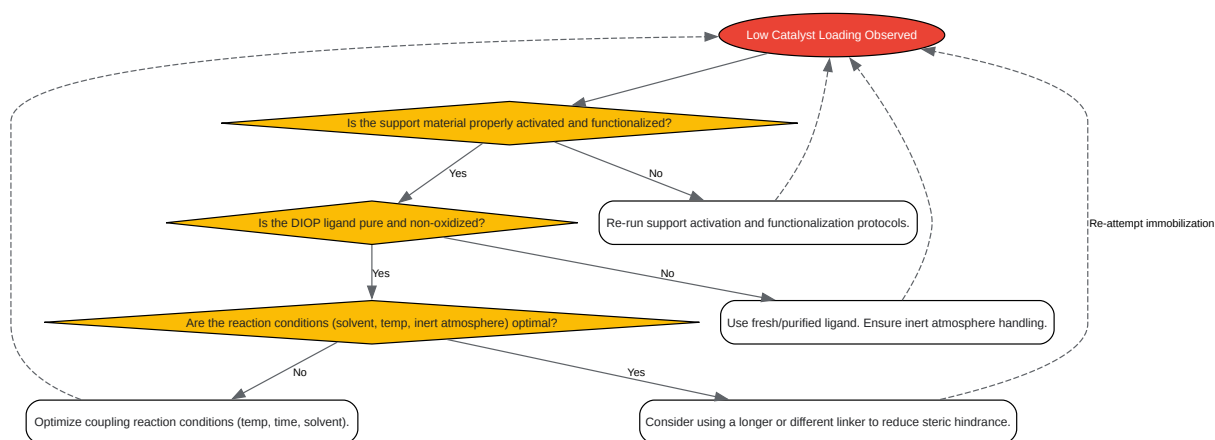 Low Catalyst Loading Observed
Is the support material properly activated and functionalized?
Yes
No
Is the DIOP ligand pure and non-oxidized?
Re-run support activation and functionalization protocols.
Re-attempt immobilization
Yes
No
Are the reaction conditions (solvent, temp, inert atmosphere) optimal?
Use fresh/purified ligand. Ensure inert atmosphere handling.
No
Yes
Optimize coupling reaction conditions (temp, time, solvent).
Consider using a longer or different linker to reduce steric hindrance.